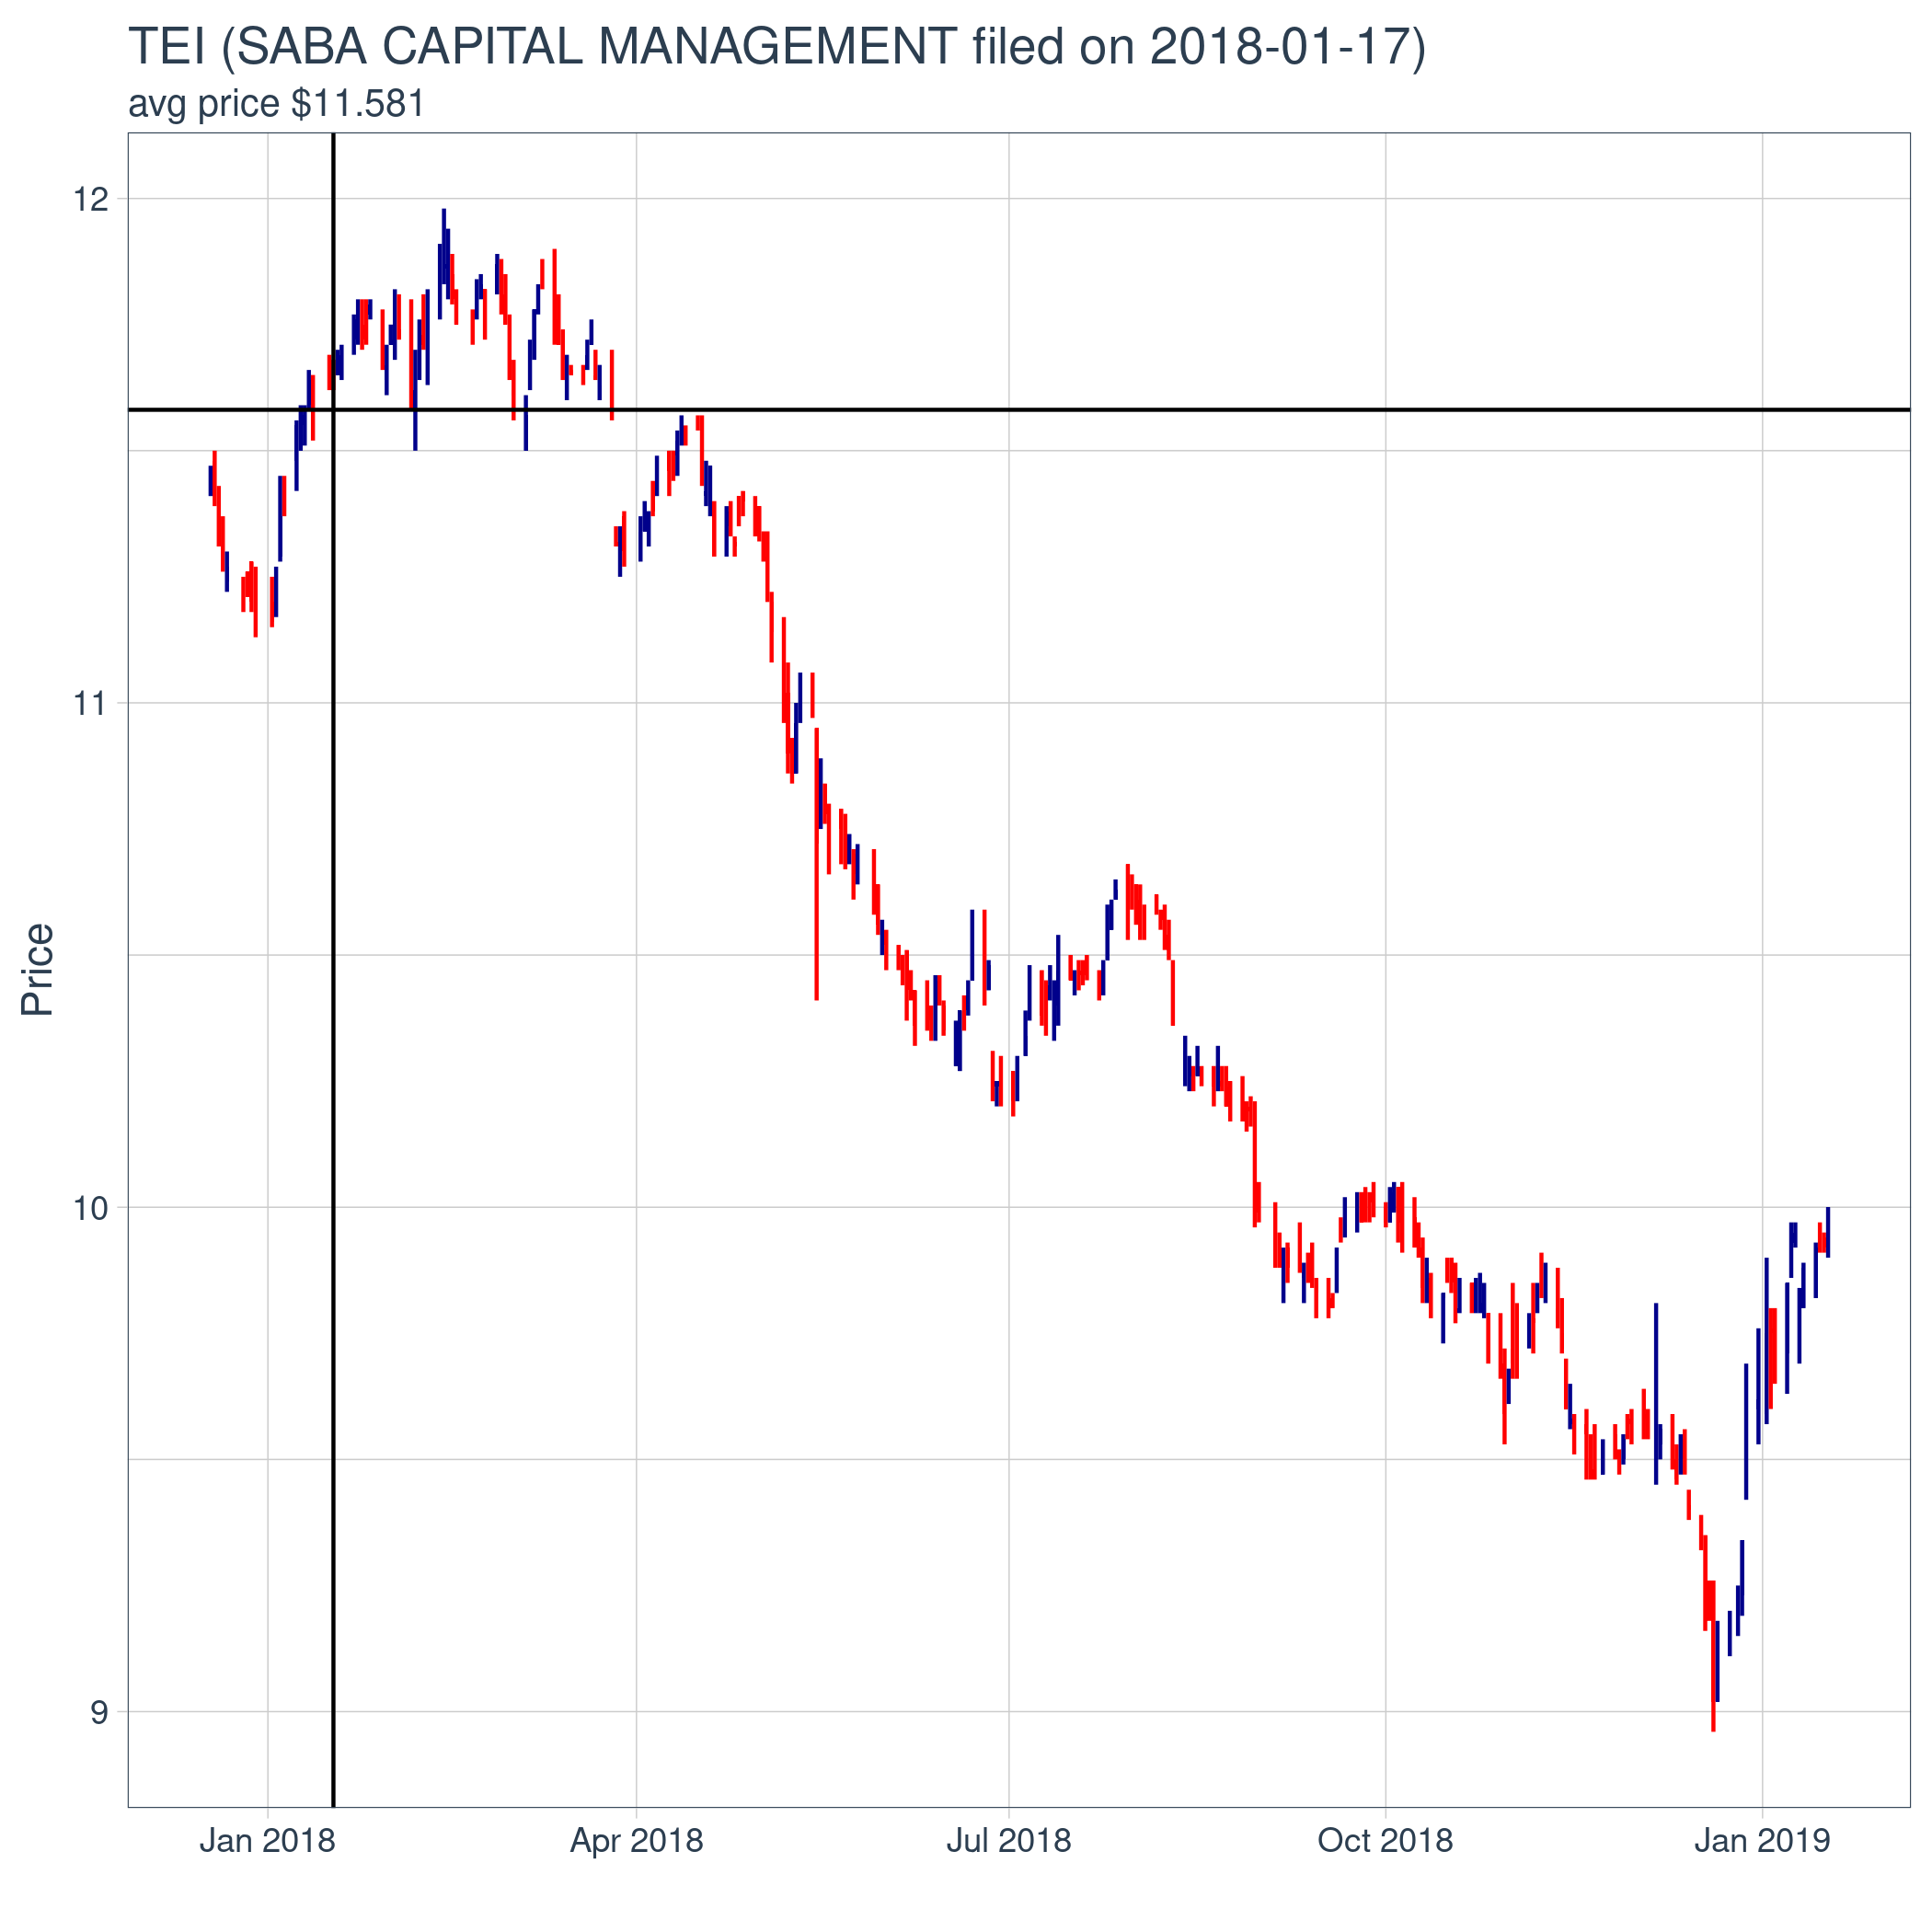 TEI (SABA CAPITAL MANAGEMENT filed on 2018-01-17)
avg price $11.581
12
11
10
9
Price
Jan 2018
Apr 2018
Jul 2018
Oct 2018
Jan 2019